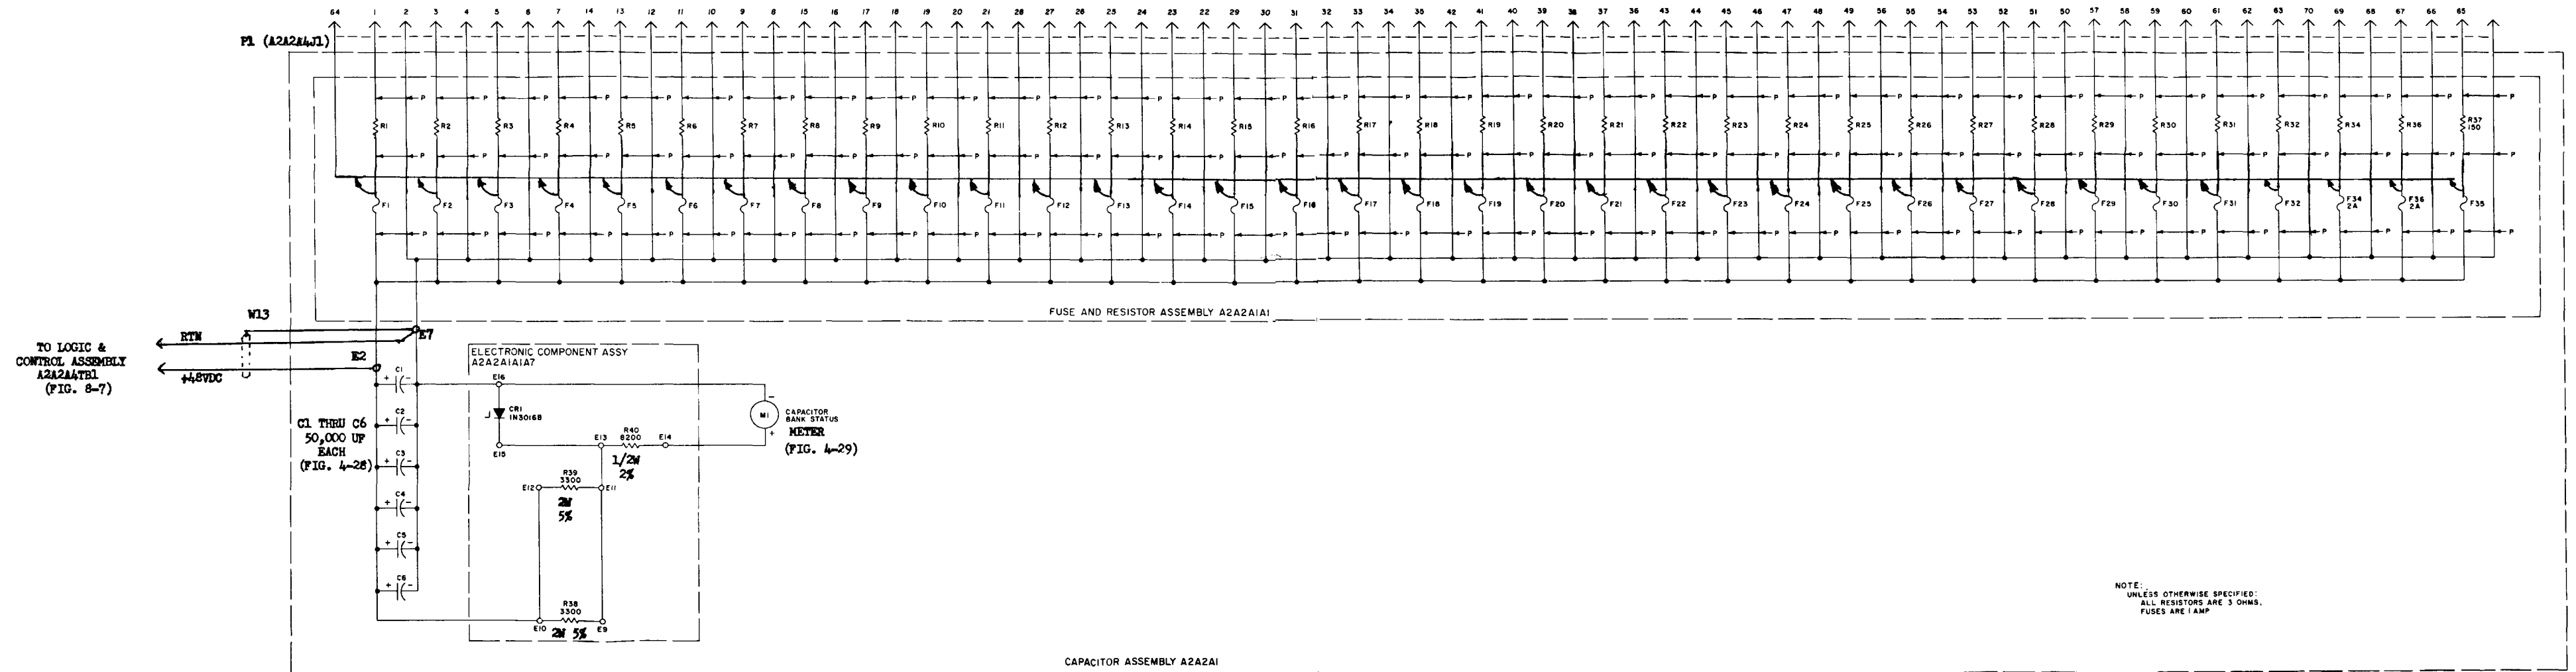 64 1 2 3 4 5 6 7 14 13 12 11 10 9 8 15 16 17 18 19 20 21 28 27 26 25 24 23 22 29 30 31 32 33 34 35 42 41 40 39 38 37 36 43 44 45 46 47 48 49 56 55 54 53 52 51 50 57 58 59 60 61 62 63 70 69 68 67 66 65
P1 (A2A2A4J1)
P P P P P P P P P P P P P P P P P P P P P P P P P P P P P P P P P P P
R1 R2 R3 R4 R5 R6 R7 R8 R9 R10 R11 R12 R13 R14 R15 R16 R17 R18 R19 R20 R21 R22 R23 R24 R25 R26 R27 R28 R29 R30 R31 R32 R34 R36 R37
150
P P P P P P P P P P P P P P P P P P P P P P P P P P P P P P P P P P P
F1 F2 F3 F4 F5 F6 F7 F8 F9 F10 F11 F12 F13 F14 F15 F16 F17 F18 F19 F20 F21 F22 F23 F24 F25 F26 F27 F28 F29 F30 F31 F32 F34 F36 F35
2A 2A
P P P P P P P P P P P P P P P P P P P P P P P P P P P P P P P P P P P
FUSE AND RESISTOR ASSEMBLY A2A2A1A1
W13
RTN
E7
TO LOGIC &
CONTROL ASSEMBLY
A2A2A4TB1
(FIG. 8-7)
E2
+48VDC
ELECTRONIC COMPONENT ASSY
A2A2A1A1A7
C1
+ -
E16
CR1
1N3016B
-
M1
+
CAPACITOR
BANK STATUS
METER
(FIG. 4-29)
C2
+ -
C1 THRU C6
50,000 UF
EACH
(FIG. 4-28)
E15
E13
R40
8200
E14
1/2W
2%
C3
+ -
R39
3300
E12
E11
2W
5%
C4
+ -
C5
+ -
C6
+ -
R38
3300
E10
E9
2W 5%
NOTE:
UNLESS OTHERWISE SPECIFIED:
ALL RESISTORS ARE 3 OHMS.
FUSES ARE 1 AMP
CAPACITOR ASSEMBLY A2A2A1